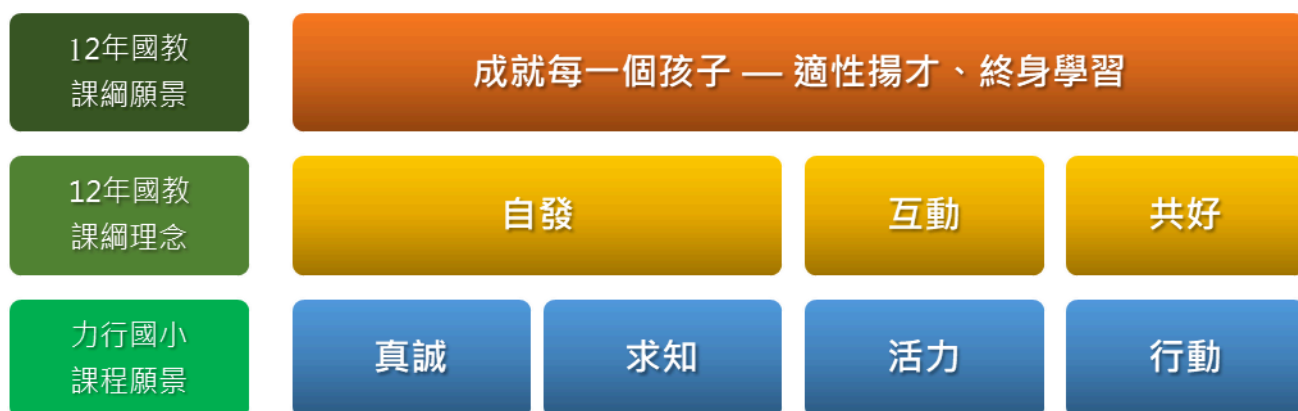 12年國教
課綱願景
成就每一個孩子 — 適性揚才、終身學習
12年國教
課綱理念
自發
互動
共好
力行國小
課程願景
真誠
求知
活力
行動